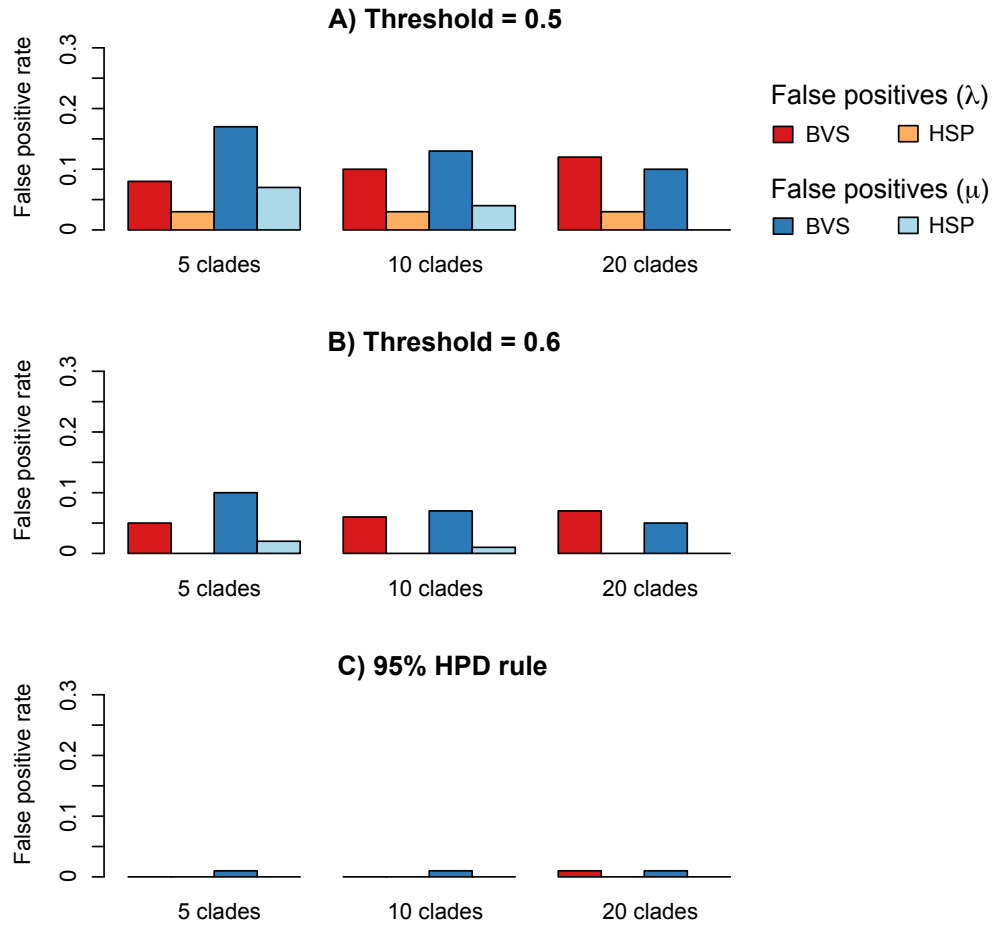 A) Threshold = 0.5
False positive rate
0 0.1 0.2 0.3
5 clades 10 clades 20 clades
False positives (λ)
BVS HSP
False positives (μ)
BVS HSP
B) Threshold = 0.6
False positive rate
0 0.1 0.2 0.3
5 clades 10 clades 20 clades
C) 95% HPD rule
False positive rate
0 0.1 0.2 0.3
5 clades 10 clades 20 clades